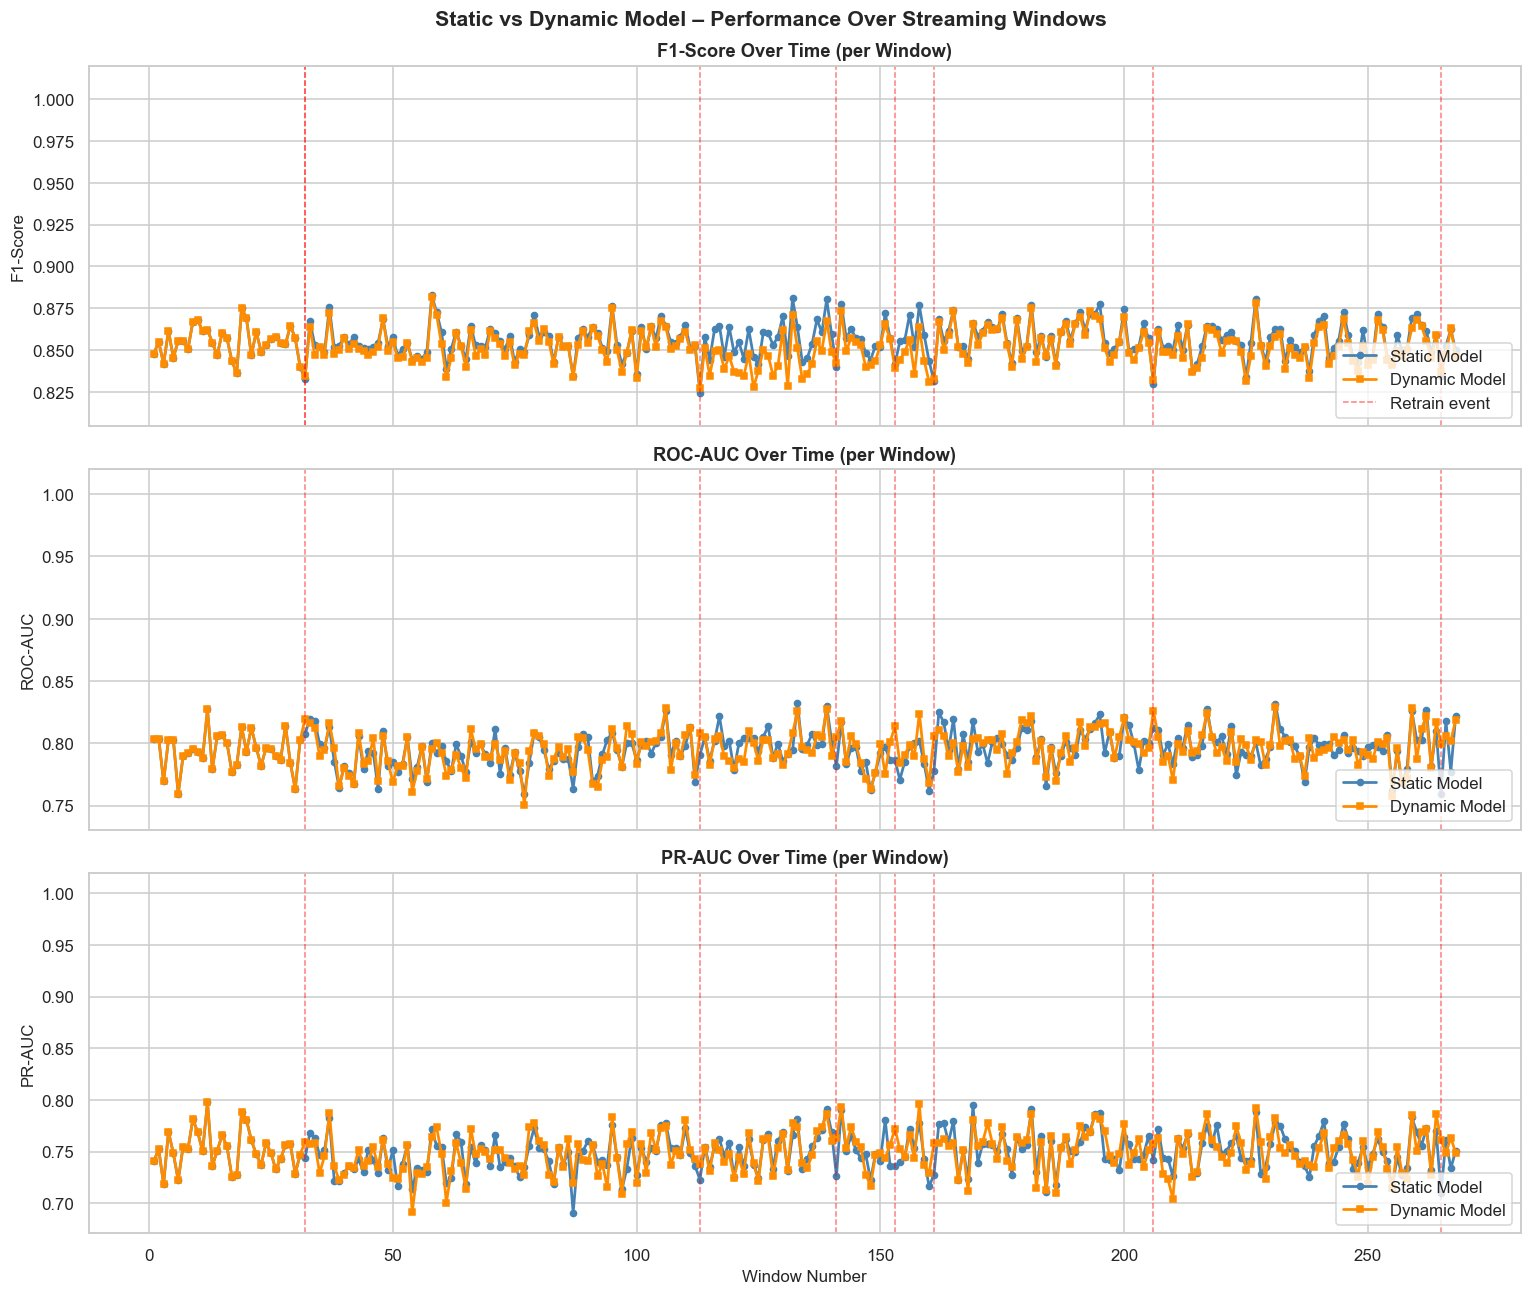 Static vs Dynamic Model – Performance Over Streaming Windows
F1-Score Over Time (per Window)
1.000
0.975
0.950
0.925
0.900
0.875
0.850
0.825
F1-Score
Static Model
Dynamic Model
Retrain event
ROC-AUC Over Time (per Window)
1.00
0.95
0.90
0.85
0.80
0.75
ROC-AUC
Static Model
Dynamic Model
PR-AUC Over Time (per Window)
1.00
0.95
0.90
0.85
0.80
0.75
0.70
PR-AUC
Static Model
Dynamic Model
0 50 100 150 200 250
Window Number